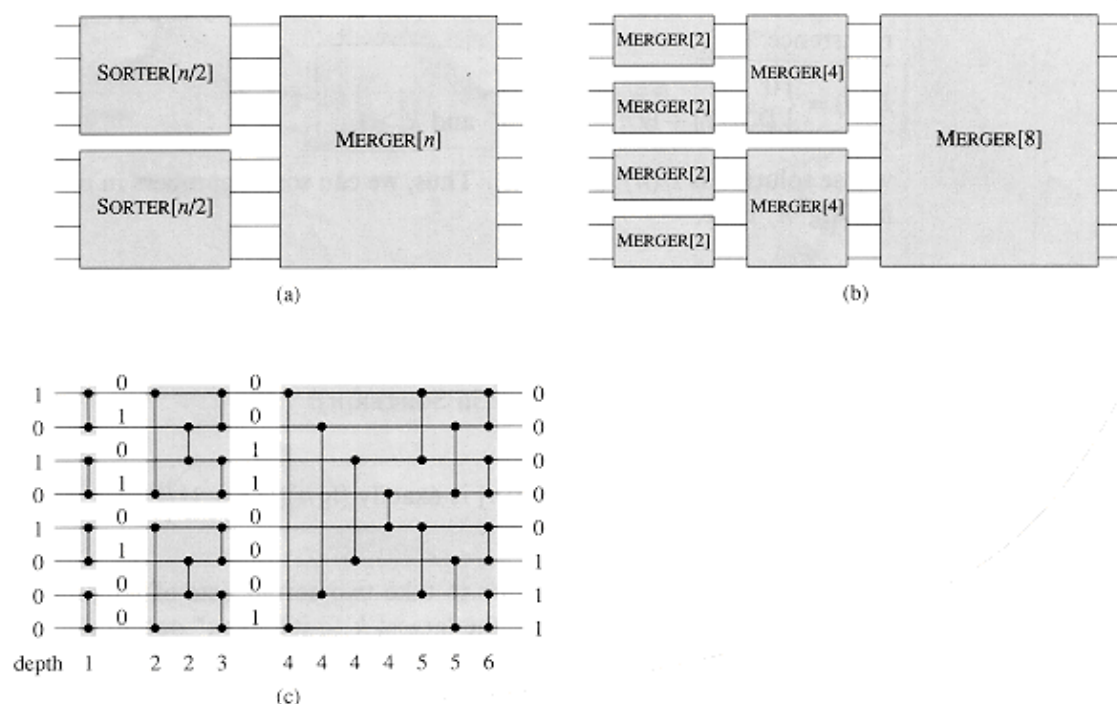 SORTER[n/2]
SORTER[n/2]
MERGER[n]
(a)
MERGER[2]
MERGER[2]
MERGER[2]
MERGER[2]
MERGER[4]
MERGER[4]
MERGER[8]
(b)
1 0 0 0
0 1 0 0
1 0 1 0
0 1 1 0
1 0 0 0
0 1 0 1
0 0 0 1
0 0 1 1
depth 1 2 2 3 4 4 4 4 5 5 6
(c)